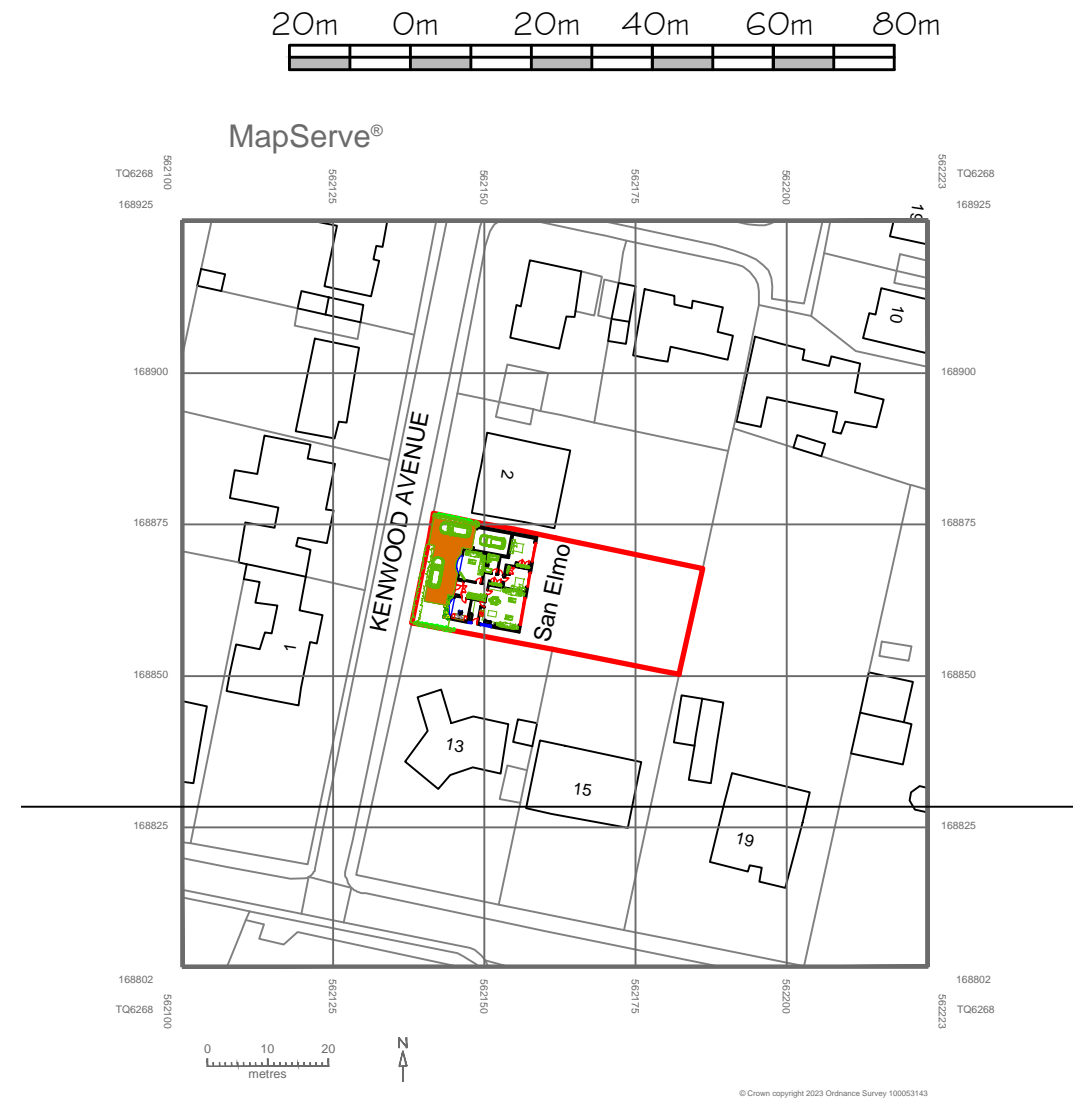 20m 0m 20m 40m 60m 80m
MapServe®
562100 562125 562150 562175 562200 562223
TQ6268 TQ6268
168925 168925
19
10
168900 168900
KENWOOD AVENUE
2
168875 168875
San Elmo
1
168850 168850
13
15
168825 168825
19
168802 168802
TQ6268 TQ6268
562100 562125 562150 562175 562200 562223
0 10 20
metres
N
© Crown copyright 2023 Ordnance Survey 100053143